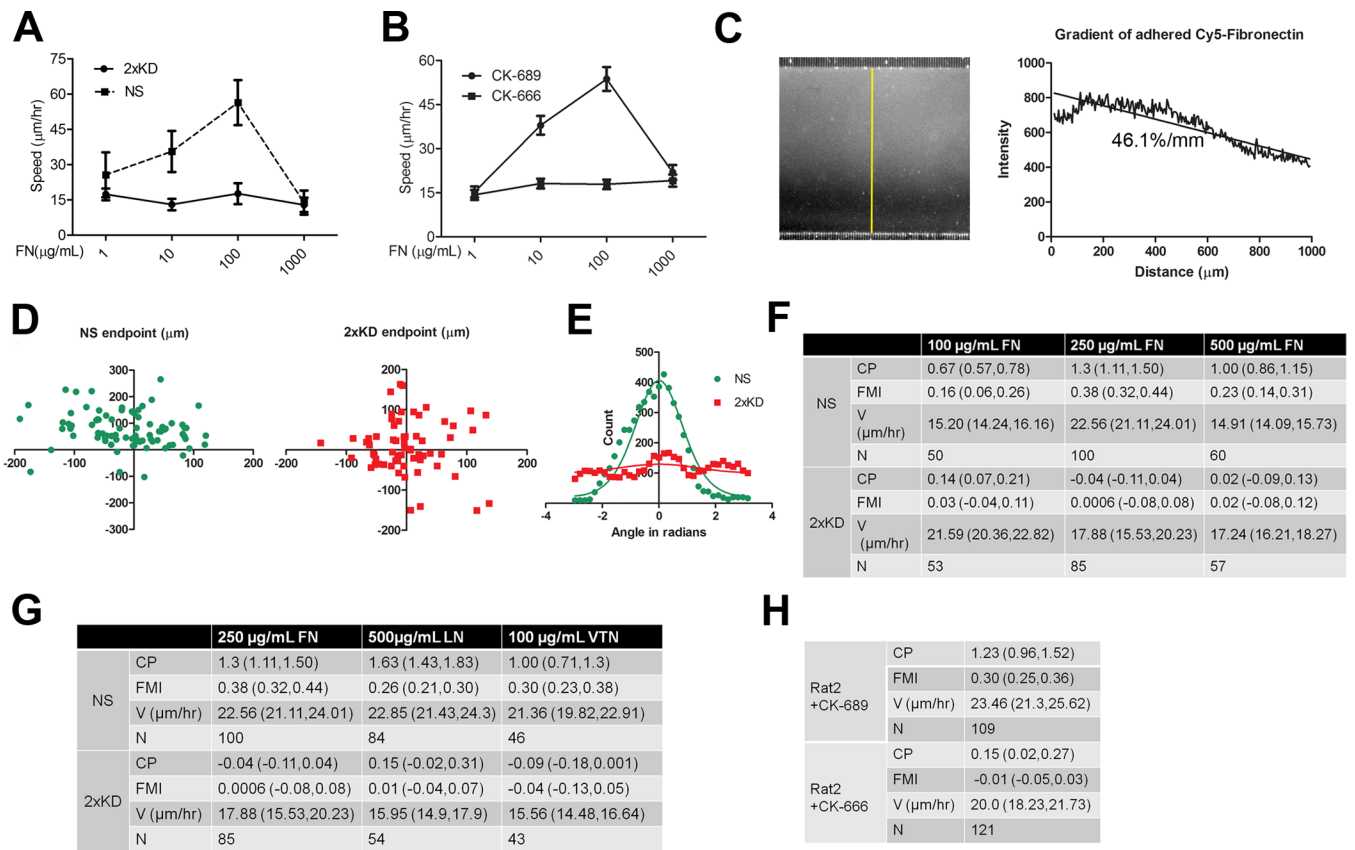 A
75
60
45
30
15
0
Speed (μm/hr)
2xKD
NS
FN(μg/mL)
1
10
100
1000
B
60
45
30
15
0
Speed (μm/hr)
CK-689
CK-666
FN (μg/mL)
1
10
100
1000
C
Gradient of adhered Cy5-Fibronectin
1000
800
600
400
200
0
Intensity
46.1%/mm
0 200 400 600 800 1000
Distance (μm)
D
NS endpoint (μm)
300
200
100
-100
-200
-300
-200 -100 0 100 200
2xKD endpoint (μm)
200
100
-100
-200
-200 -100 0 100 200
E
500
400
300
200
100
Count
NS
2xKD
-4 -2 0 2 4
Angle in radians
F
100 μg/mL FN 250 μg/mL FN 500 μg/mL FN
NS
CP 0.67 (0.57,0.78) 1.3 (1.11,1.50) 1.00 (0.86,1.15)
FMI 0.16 (0.06,0.26) 0.38 (0.32,0.44) 0.23 (0.14,0.31)
V (μm/hr) 15.20 (14.24,16.16) 22.56 (21.11,24.01) 14.91 (14.09,15.73)
N 50 100 60
2xKD
CP 0.14 (0.07,0.21) -0.04 (-0.11,0.04) 0.02 (-0.09,0.13)
FMI 0.03 (-0.04,0.11) 0.0006 (-0.08,0.08) 0.02 (-0.08,0.12)
V (μm/hr) 21.59 (20.36,22.82) 17.88 (15.53,20.23) 17.24 (16.21,18.27)
N 53 85 57
G
250 μg/mL FN 500μg/mL LN 100 μg/mL VTN
NS
CP 1.3 (1.11,1.50) 1.63 (1.43,1.83) 1.00 (0.71,1.3)
FMI 0.38 (0.32,0.44) 0.26 (0.21,0.30) 0.30 (0.23,0.38)
V (μm/hr) 22.56 (21.11,24.01) 22.85 (21.43,24.3) 21.36 (19.82,22.91)
N 100 84 46
2xKD
CP -0.04 (-0.11,0.04) 0.15 (-0.02,0.31) -0.09 (-0.18,0.001)
FMI 0.0006 (-0.08,0.08) 0.01 (-0.04,0.07) -0.04 (-0.13,0.05)
V (μm/hr) 17.88 (15.53,20.23) 15.95 (14.9,17.9) 15.56 (14.48,16.64)
N 85 54 43
H
Rat2 +CK-689
CP 1.23 (0.96,1.52)
FMI 0.30 (0.25,0.36)
V (μm/hr) 23.46 (21.3,25.62)
N 109
Rat2 +CK-666
CP 0.15 (0.02,0.27)
FMI -0.01 (-0.05,0.03)
V (μm/hr) 20.0 (18.23,21.73)
N 121